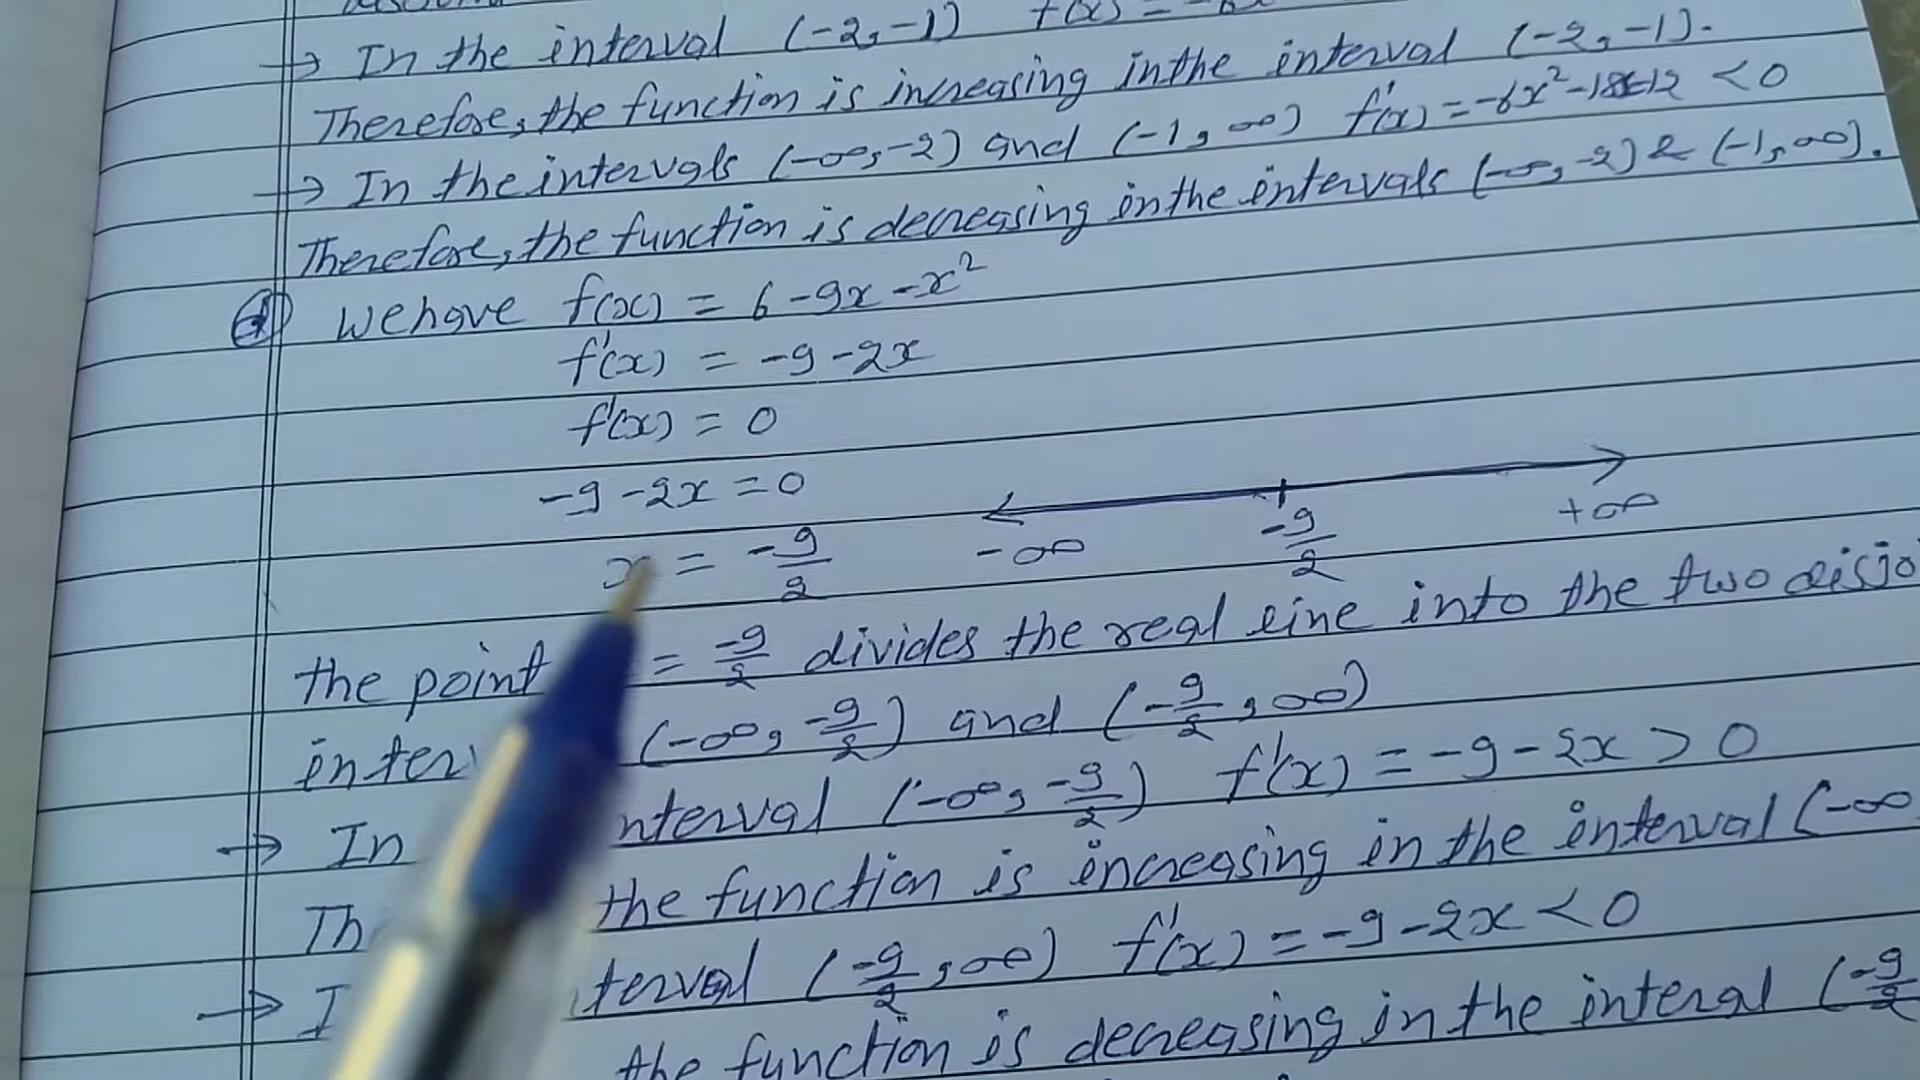 → In the interval (-2, -1) f(x) = -6
Therefore, the function is increasing in the interval (-2, -1).
→ In the intervals (-∞, -2) and (-1, ∞) f'(x) = -6x² - 18x - 12 < 0
Therefore, the function is decreasing in the intervals (-∞, -2) & (-1, ∞).
d) We have f(x) = 6 - 9x - x²
f'(x) = -9 - 2x
f'(x) = 0
-9 - 2x = 0
x = -9/2
-∞ -9/2 +∞
the point = -9/2 divides the real line into the two disjo
inter (-∞, -9/2) and (-9/2, ∞)
→ In nterval (-∞, -9/2) f'(x) = -9 - 2x > 0
Th the function is increasing in the interval (-∞
→ I terval (-9/2, ∞) f'(x) = -9 - 2x < 0
the function is decreasing in the interal (-9/2